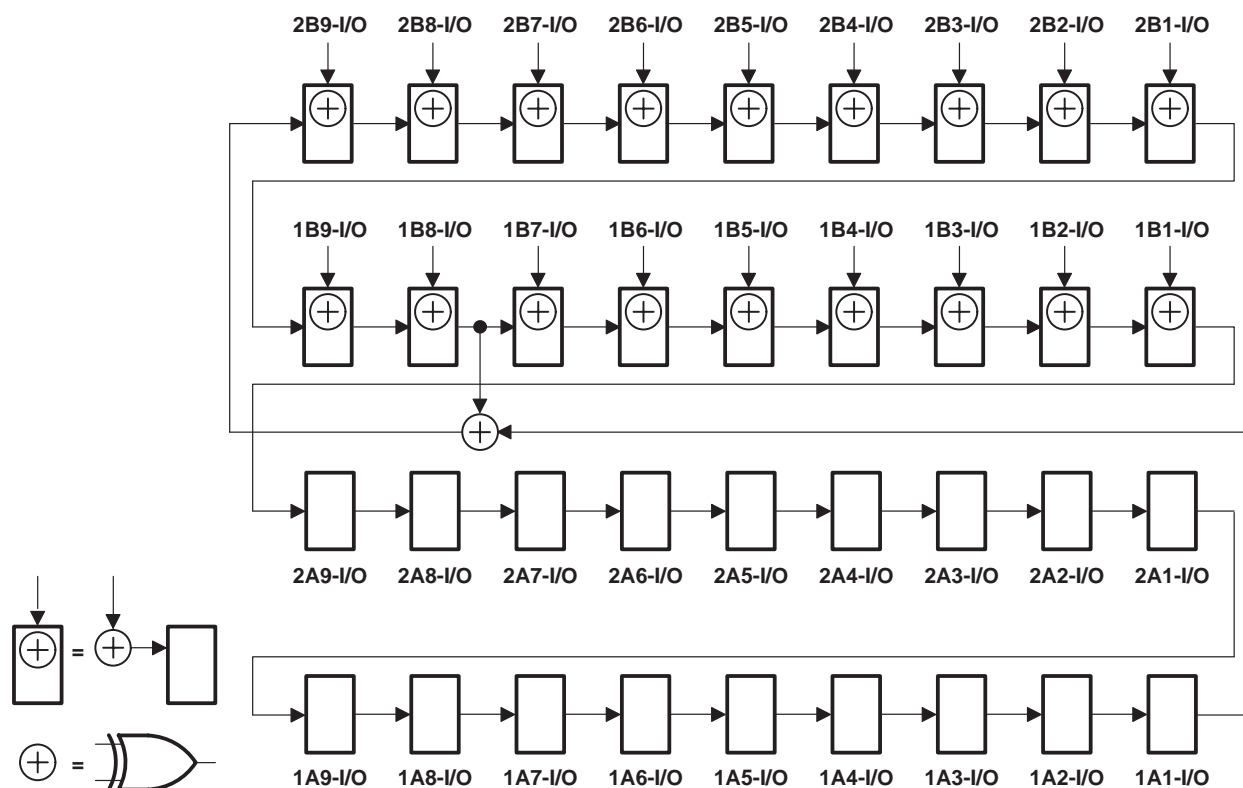 2B9-I/O 2B8-I/O 2B7-I/O 2B6-I/O 2B5-I/O 2B4-I/O 2B3-I/O 2B2-I/O 2B1-I/O
1B9-I/O 1B8-I/O 1B7-I/O 1B6-I/O 1B5-I/O 1B4-I/O 1B3-I/O 1B2-I/O 1B1-I/O
2A9-I/O 2A8-I/O 2A7-I/O 2A6-I/O 2A5-I/O 2A4-I/O 2A3-I/O 2A2-I/O 2A1-I/O
=
=
1A9-I/O 1A8-I/O 1A7-I/O 1A6-I/O 1A5-I/O 1A4-I/O 1A3-I/O 1A2-I/O 1A1-I/O